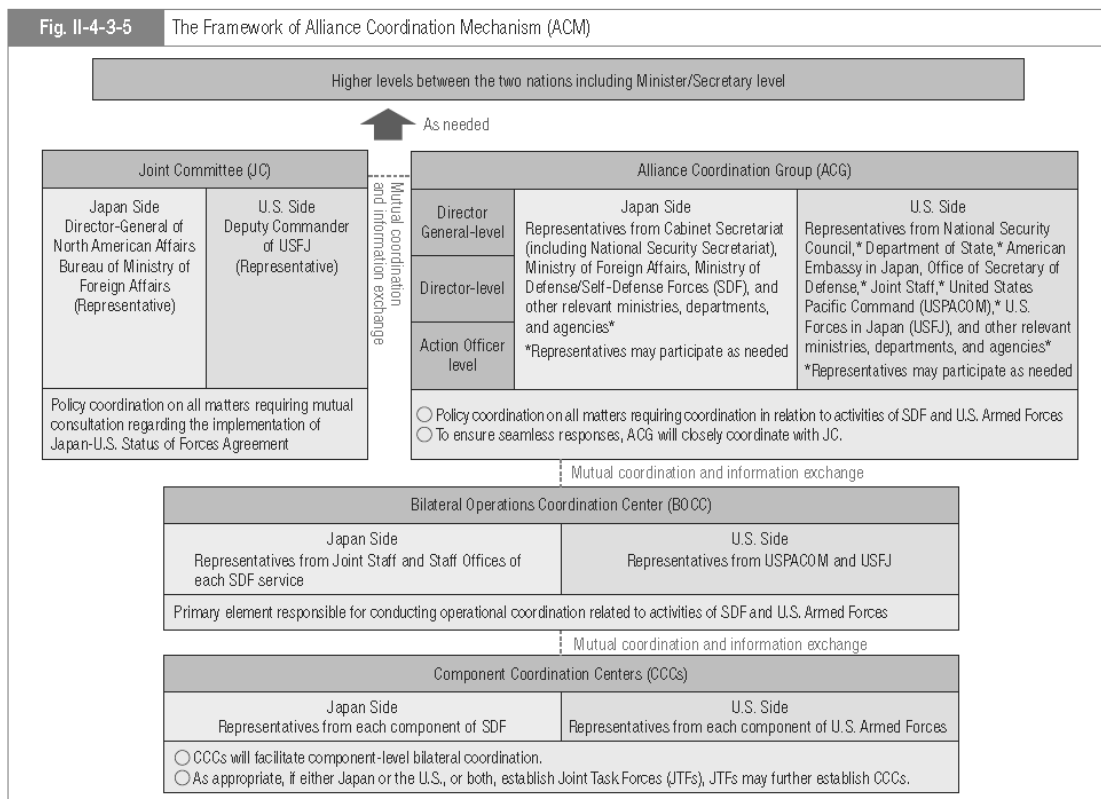 Fig. II-4-3-5
The Framework of Alliance Coordination Mechanism (ACM)
Higher levels between the two nations including Minister/Secretary level
As needed
Joint Committee (JC)
Japan Side
Director-General of
North American Affairs
Bureau of Ministry of
Foreign Affairs
(Representative)
U.S. Side
Deputy Commander
of USFJ
(Representative)
Policy coordination on all matters requiring mutual
consultation regarding the implementation of
Japan-U.S. Status of Forces Agreement
Mutual coordination
and information exchange
Alliance Coordination Group (ACG)
Director
General-level
Director-level
Action Officer
level
Japan Side
Representatives from Cabinet Secretariat
(including National Security Secretariat),
Ministry of Foreign Affairs, Ministry of
Defense/Self-Defense Forces (SDF), and
other relevant ministries, departments,
and agencies*
*Representatives may participate as needed
U.S. Side
Representatives from National Security
Council,* Department of State,* American
Embassy in Japan, Office of Secretary of
Defense,* Joint Staff,* United States
Pacific Command (USPACOM),* U.S.
Forces in Japan (USFJ), and other relevant
ministries, departments, and agencies*
*Representatives may participate as needed
○ Policy coordination on all matters requiring coordination in relation to activities of SDF and U.S. Armed Forces
○ To ensure seamless responses, ACG will closely coordinate with JC.
Mutual coordination and information exchange
Bilateral Operations Coordination Center (BOCC)
Japan Side
Representatives from Joint Staff and Staff Offices of
each SDF service
U.S. Side
Representatives from USPACOM and USFJ
Primary element responsible for conducting operational coordination related to activities of SDF and U.S. Armed Forces
Mutual coordination and information exchange
Component Coordination Centers (CCCs)
Japan Side
Representatives from each component of SDF
U.S. Side
Representatives from each component of U.S. Armed Forces
○ CCCs will facilitate component-level bilateral coordination.
○ As appropriate, if either Japan or the U.S., or both, establish Joint Task Forces (JTFs), JTFs may further establish CCCs.